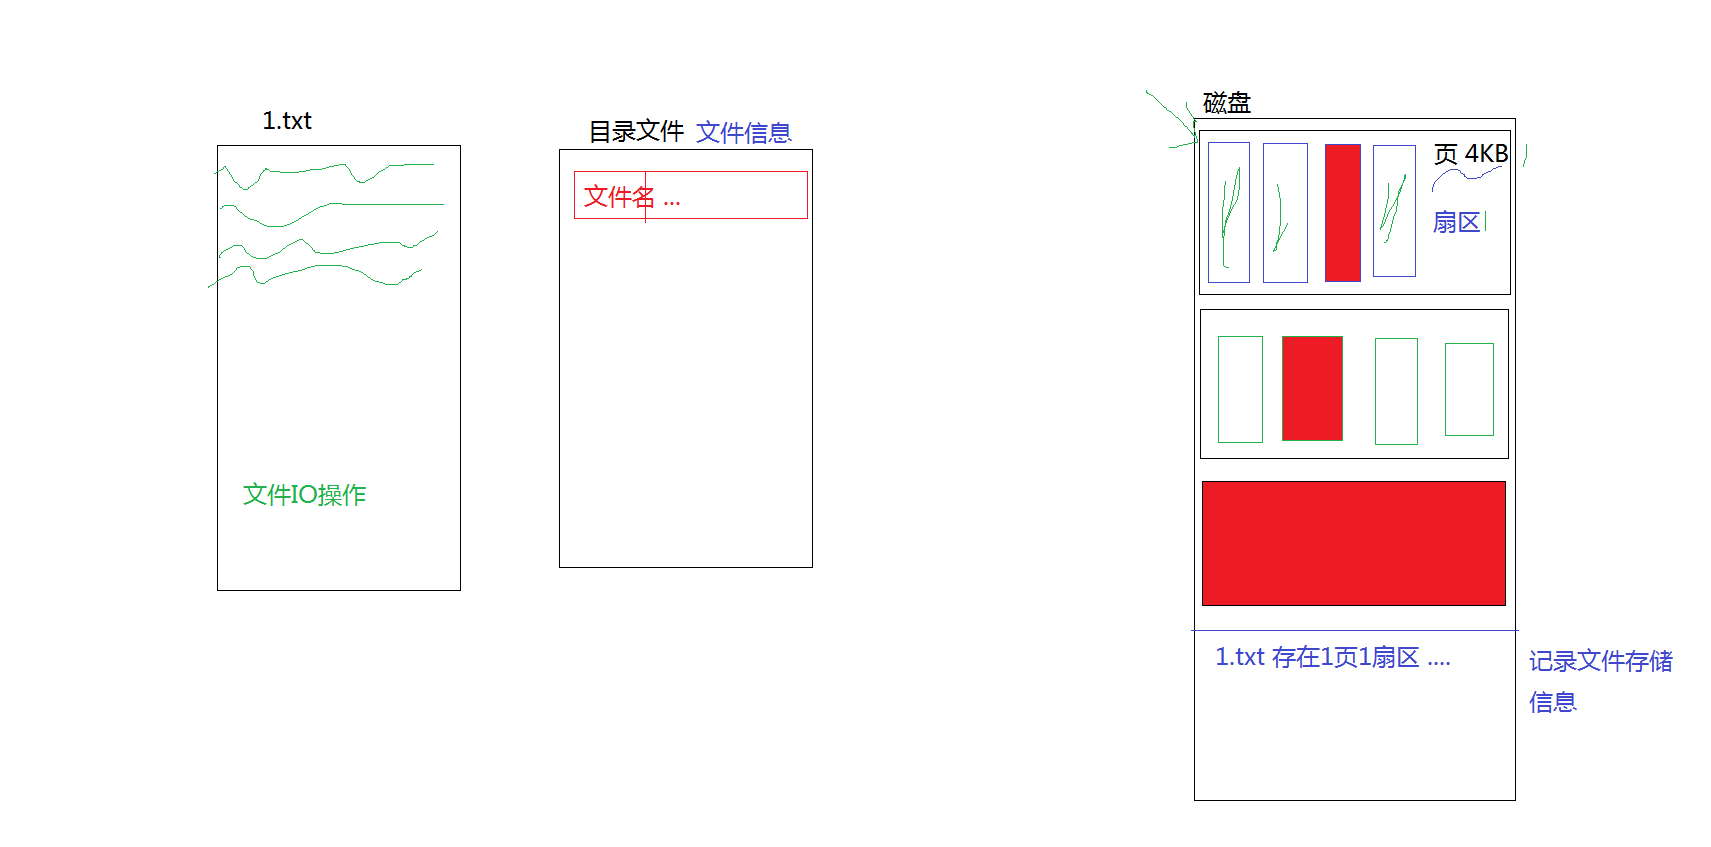 1.txt
文件IO操作
目录文件 文件信息
文件名 ...
磁盘
页 4KB
扇区
1.txt 存在1页1扇区 ....
记录文件存储
信息